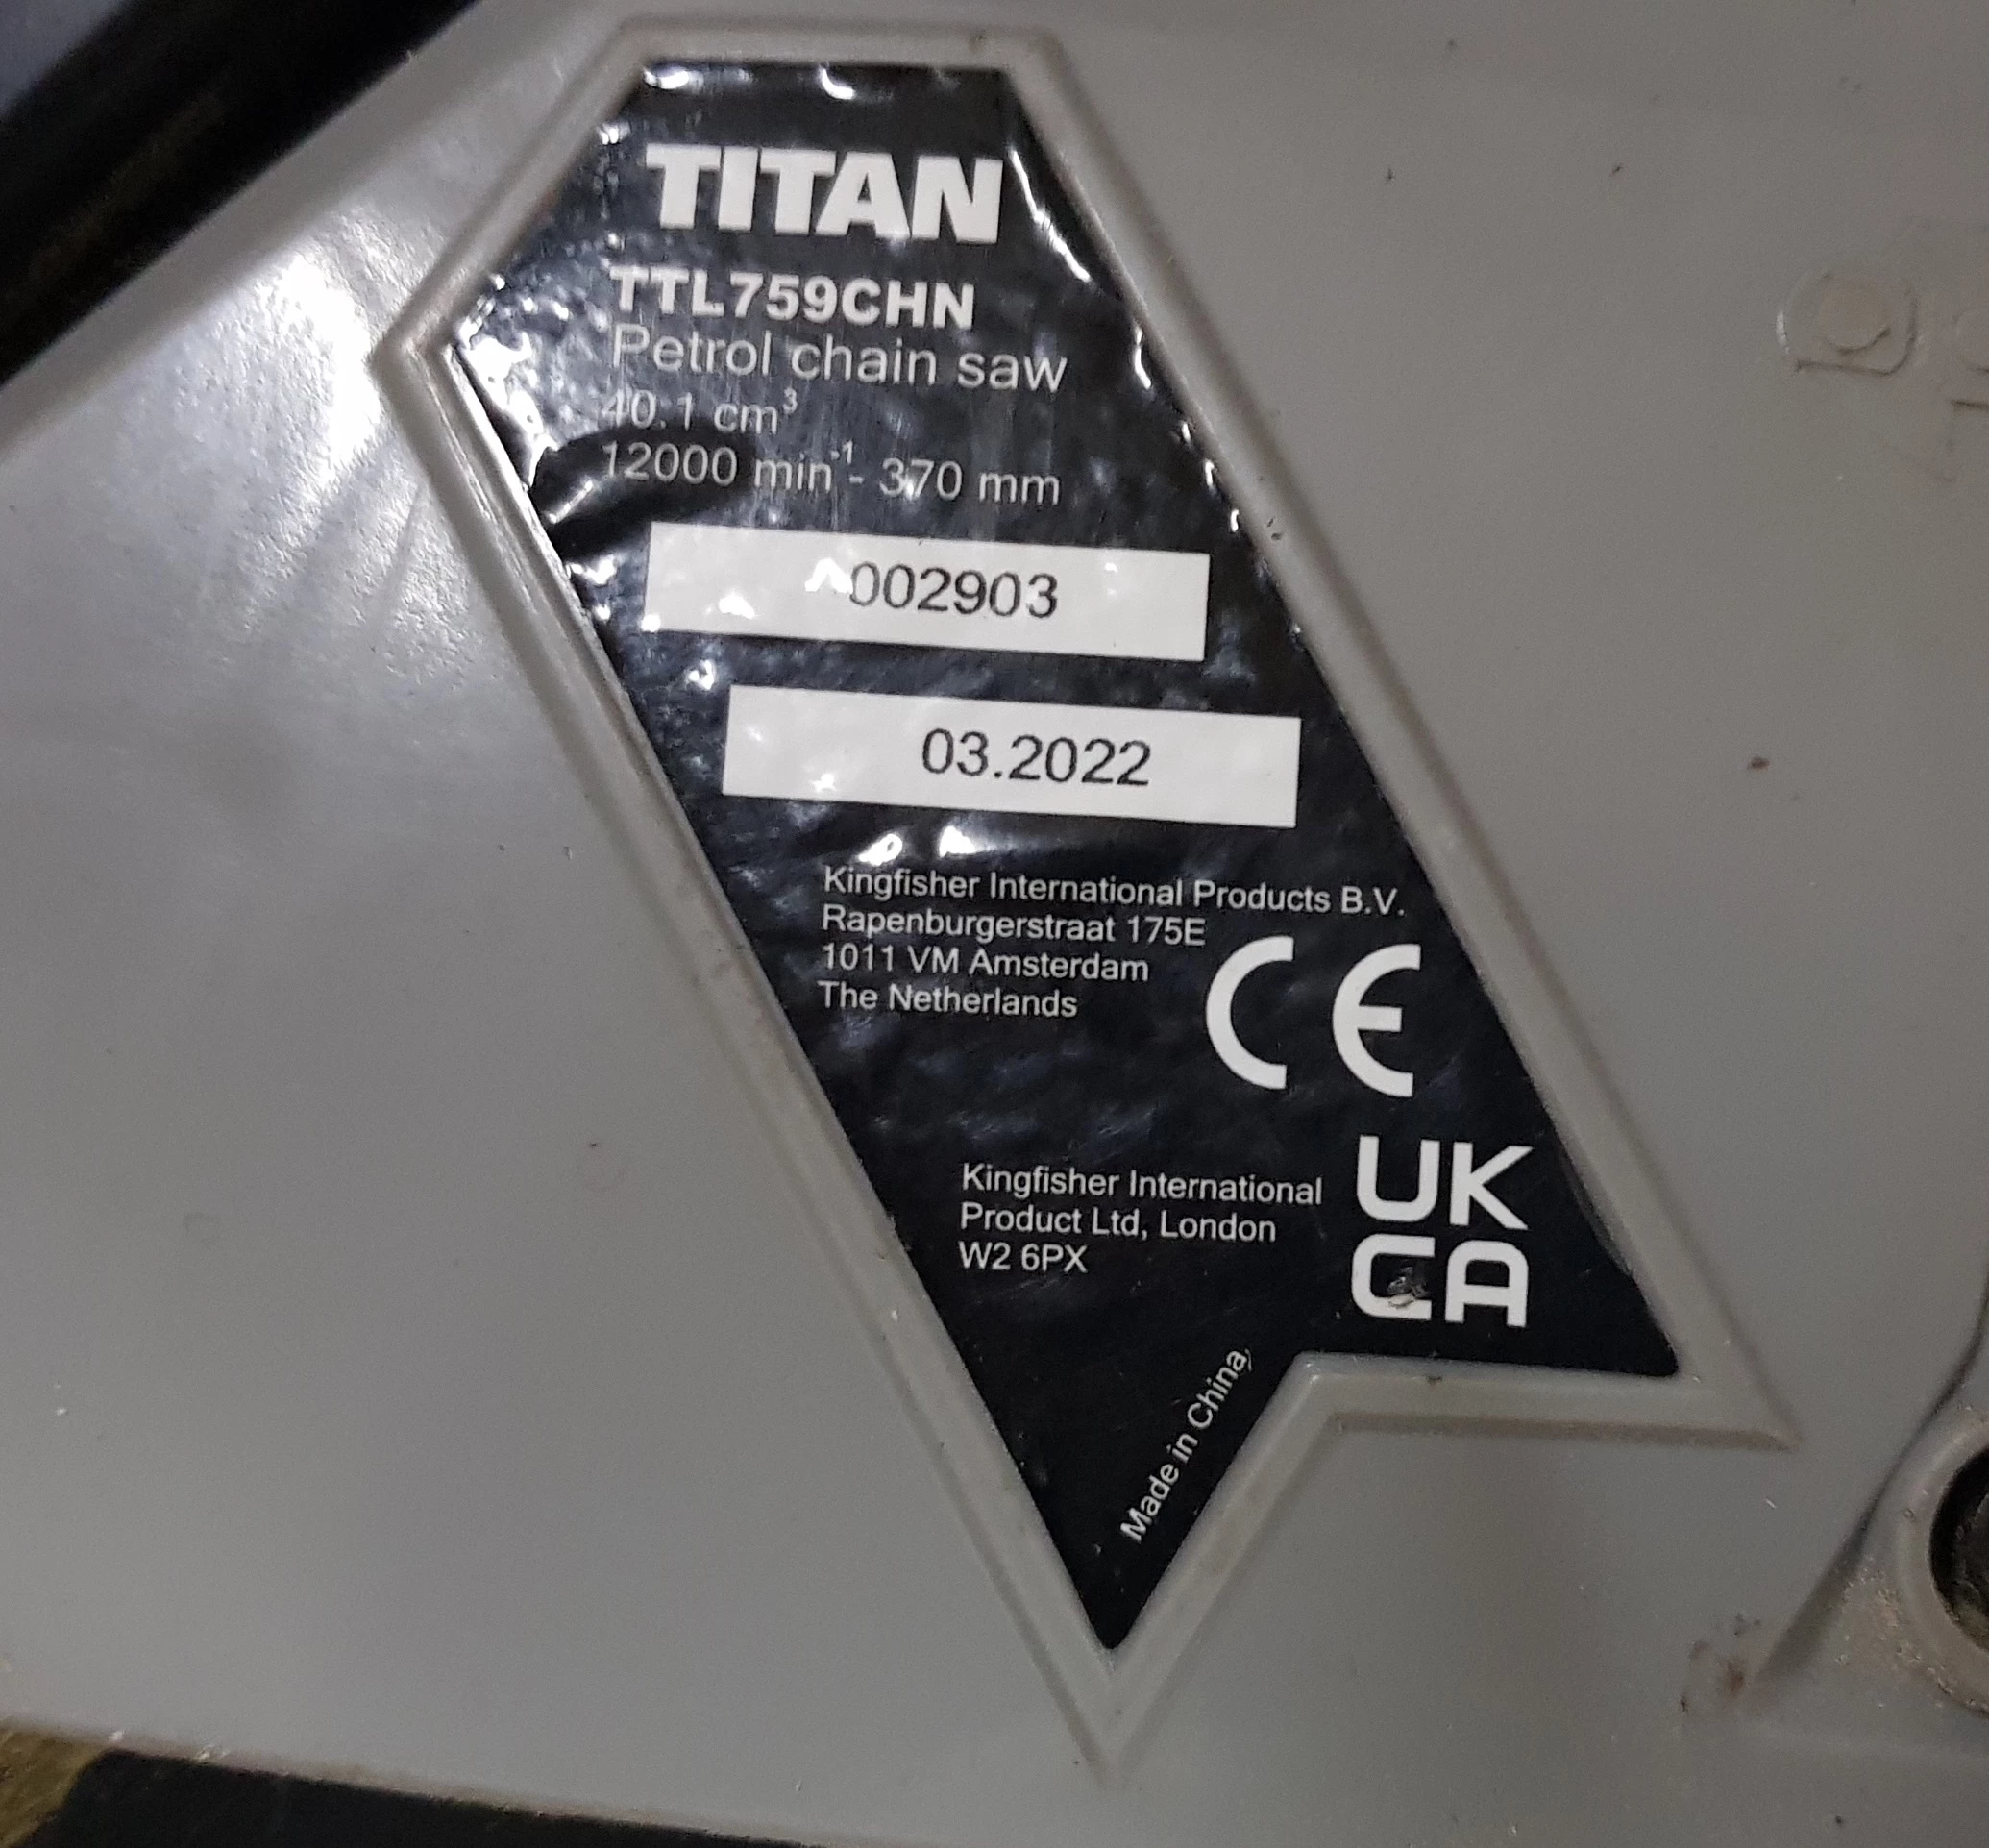 TITAN
TTL759CHN
Petrol chain saw
40.1 cm³
12000 min⁻¹ - 370 mm
002903
03.2022
Kingfisher International Products B.V.
Rapenburgerstraat 175E
1011 VM Amsterdam
The Netherlands
CE
Kingfisher International
Product Ltd, London
W2 6PX
UK
CA
Made in China